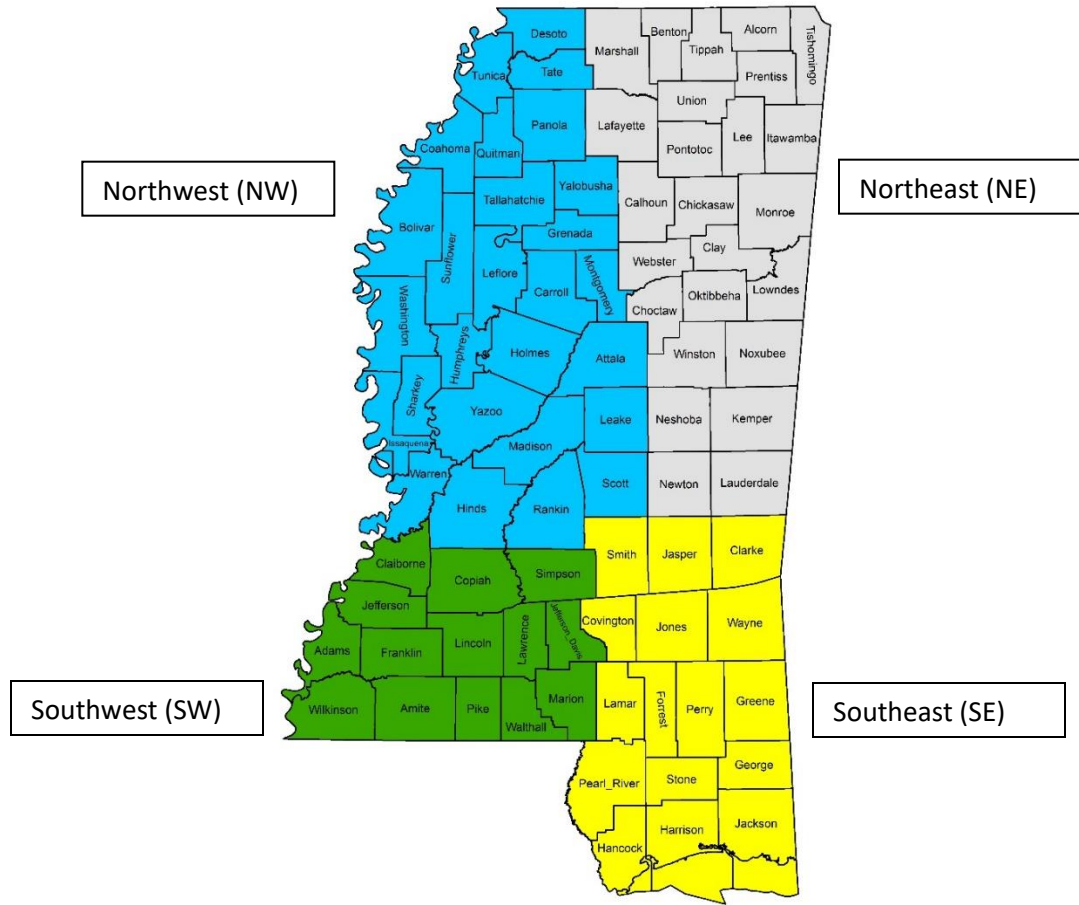 Desoto
Marshall
Benton
Tippah
Alcorn
Tishomingo
Tunica
Tate
Prentiss
Union
Panola
Lafayette
Lee
Itawamba
Coahoma
Quitman
Pontotoc
Northwest (NW)
Northeast (NE)
Tallahatchie
Yalobusha
Calhoun
Chickasaw
Monroe
Bolivar
Sunflower
Grenada
Leflore
Carroll
Montgomery
Webster
Clay
Washington
Choctaw
Oktibbeha
Lowndes
Humphreys
Holmes
Attala
Winston
Noxubee
Sharkey
Yazoo
Leake
Neshoba
Kemper
Issaquena
Madison
Warren
Scott
Newton
Lauderdale
Hinds
Rankin
Claiborne
Copiah
Simpson
Smith
Jasper
Clarke
Jefferson
Lawrence
Jefferson_Davis
Covington
Jones
Wayne
Adams
Franklin
Lincoln
Southwest (SW)
Wilkinson
Amite
Pike
Walthall
Marion
Lamar
Forrest
Perry
Greene
Southeast (SE)
George
Pearl_River
Stone
Hancock
Harrison
Jackson